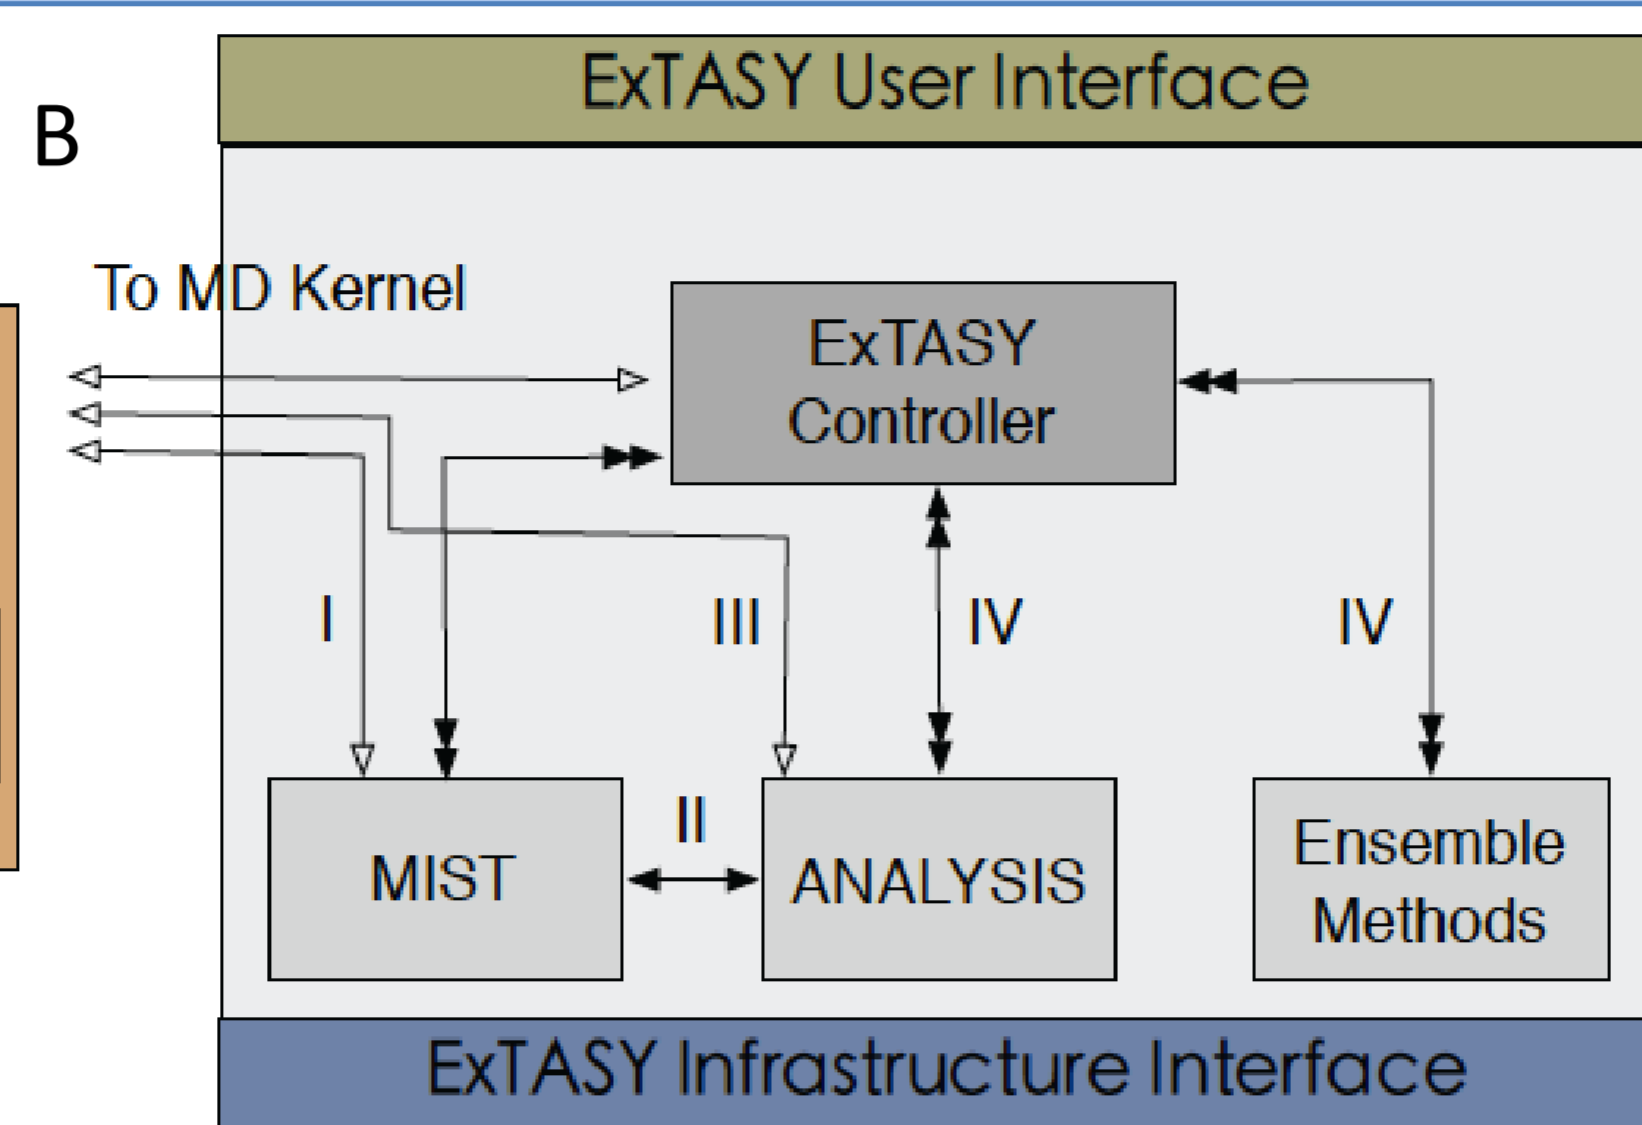 ExTASY User Interface
B
To MD Kernel
ExTASY
Controller
I
III
IV
IV
II
MIST
ANALYSIS
Ensemble
Methods
ExTASY Infrastructure Interface